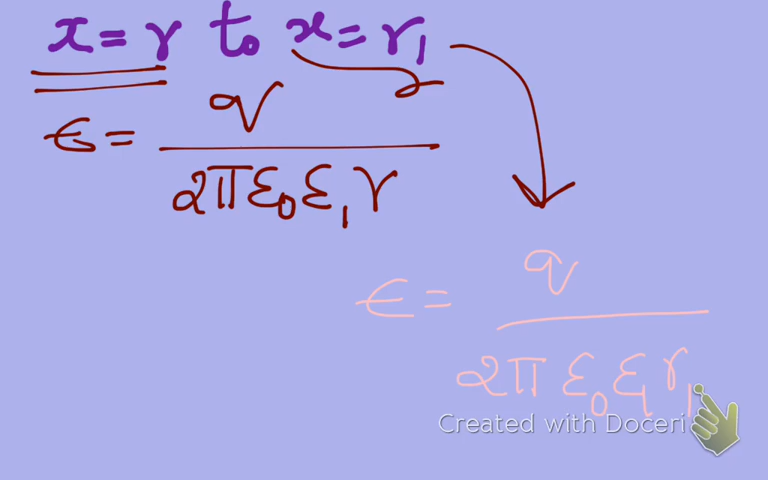 x = r to x = r₁
E = q / 2πε₀ε₁r
E = q / 2πε₀ε₁r₁
Created with Doceri